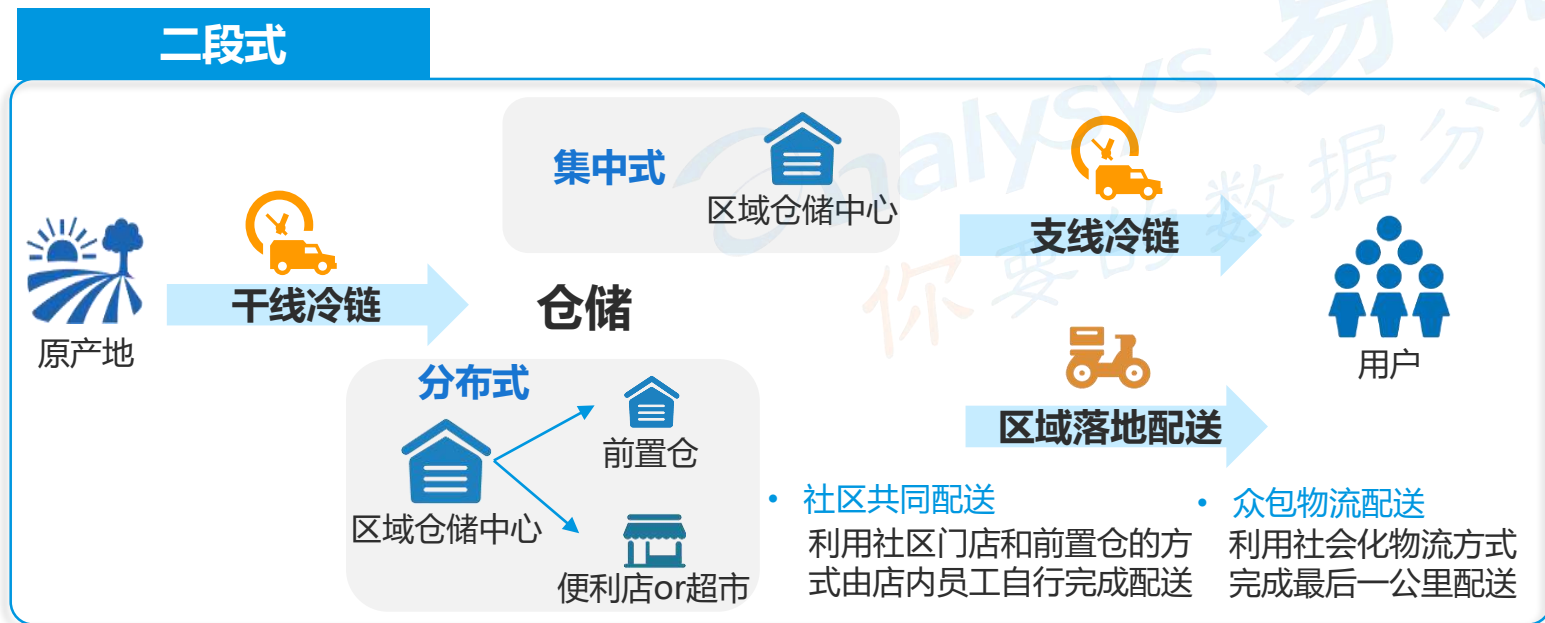 二段式
集中式
区域仓储中心
支线冷链
干线冷链
原产地
仓储
用户
分布式
前置仓
区域仓储中心
便利店or超市
区域落地配送
• 社区共同配送
利用社区门店和前置仓的方
式由店内员工自行完成配送
• 众包物流配送
利用社会化物流方式
完成最后一公里配送
analysys 易
你要的数据分